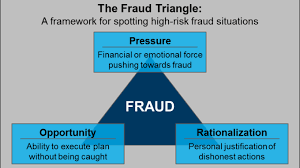 The Fraud Triangle:
A framework for spotting high-risk fraud situations
Pressure
Financial or emotional force
pushing towards fraud
FRAUD
Opportunity
Ability to execute plan
without being caught
Rationalization
Personal justification of
dishonest actions